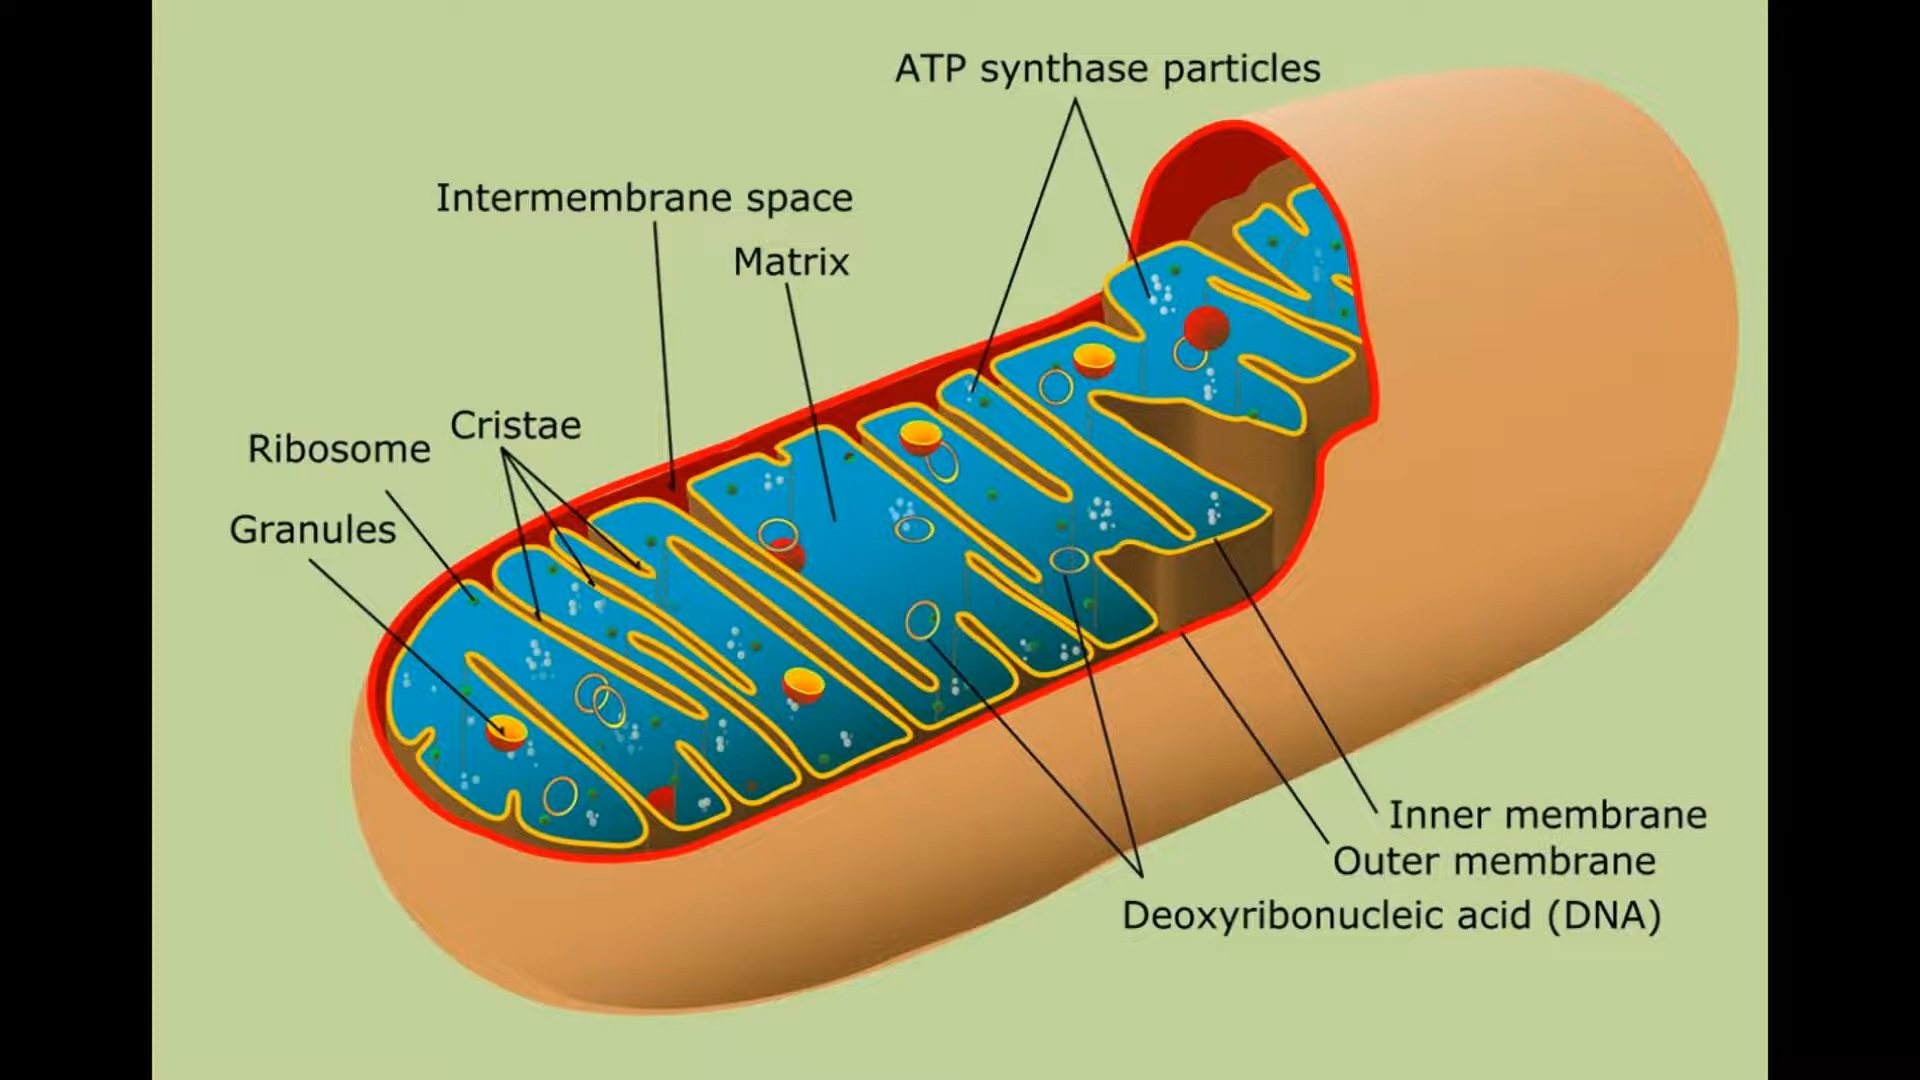 ATP synthase particles
Intermembrane space
Matrix
Cristae
Ribosome
Granules
Inner membrane
Outer membrane
Deoxyribonucleic acid (DNA)